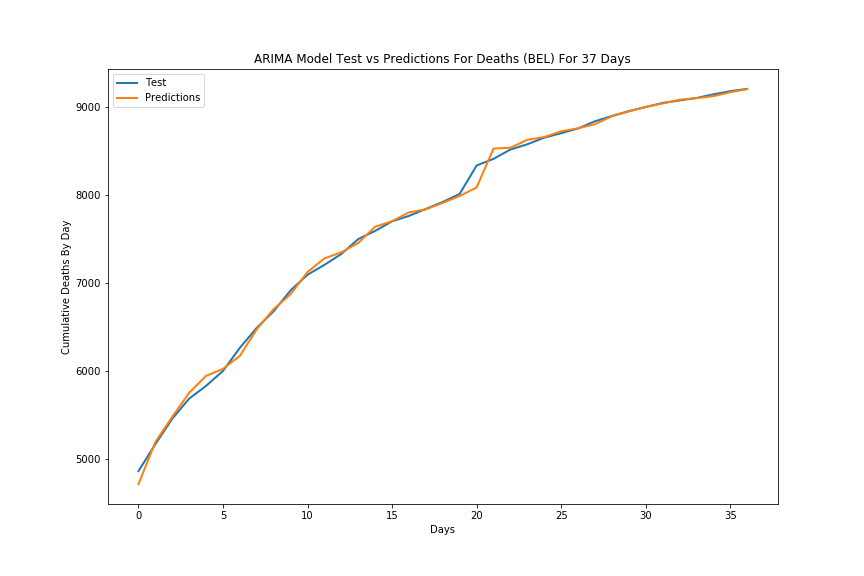 ARIMA Model Test vs Predictions For Deaths (BEL) For 37 Days
Test
Predictions
Cumulative Deaths By Day
9000
8000
7000
6000
5000
0 5 10 15 20 25 30 35
Days